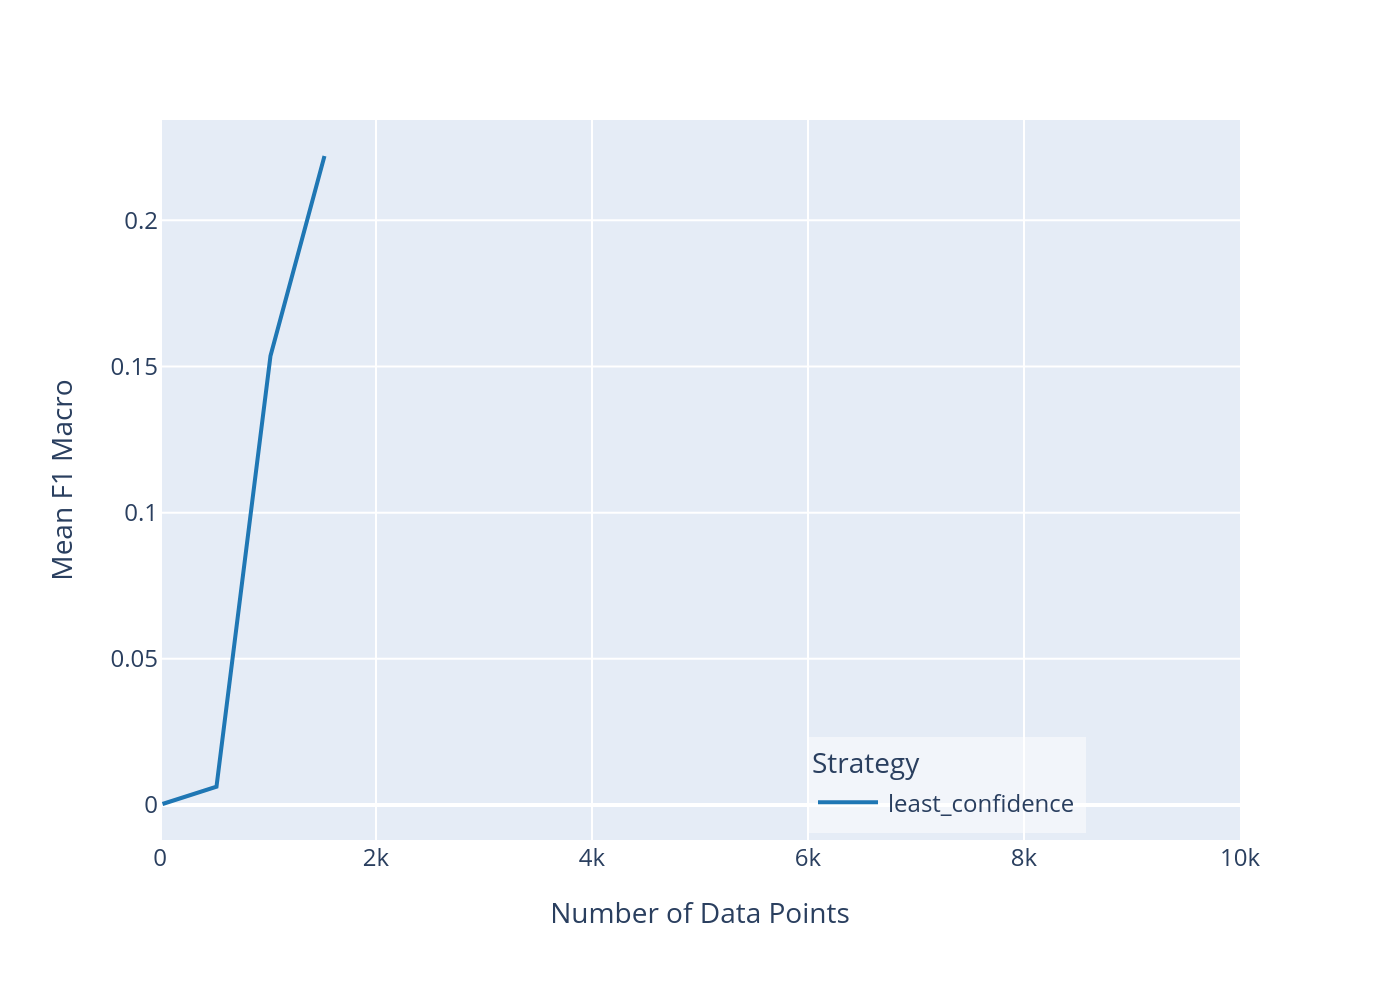 0.2
0.15
0.1
0.05
0
0
2k
4k
6k
8k
10k
Mean F1 Macro
Number of Data Points
Strategy
least_confidence